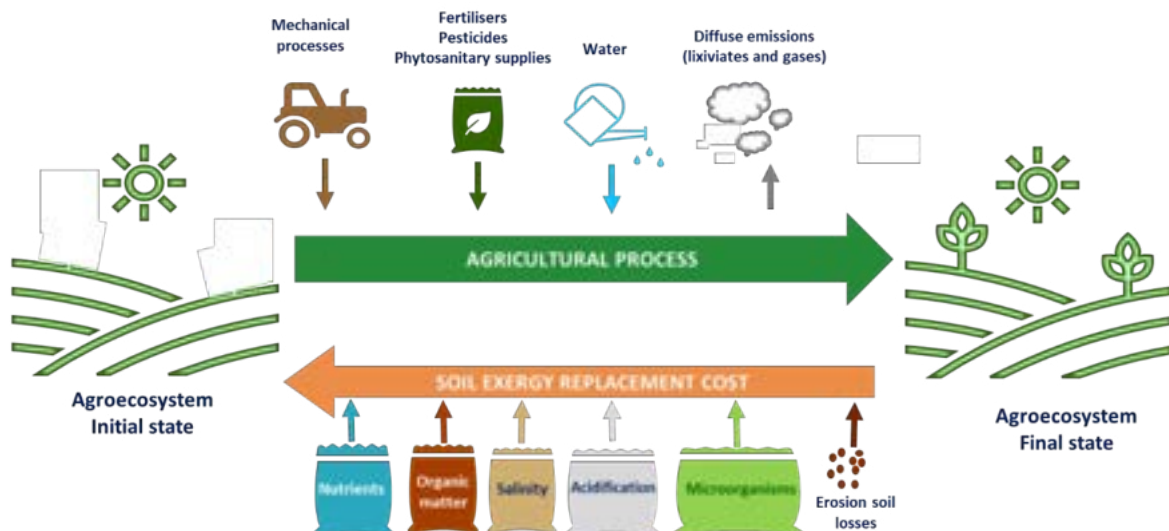 Mechanical
processes
Fertilisers
Pesticides
Phytosanitary supplies
Water
Diffuse emissions
(lixiviates and gases)
AGRICULTURAL PROCESS
SOIL EXERGY REPLACEMENT COST
Agroecosystem
Initial state
Agroecosystem
Final state
Nutrients
Organic
matter
Salinity
Acidification
Microorganisms
Erosion soil
losses